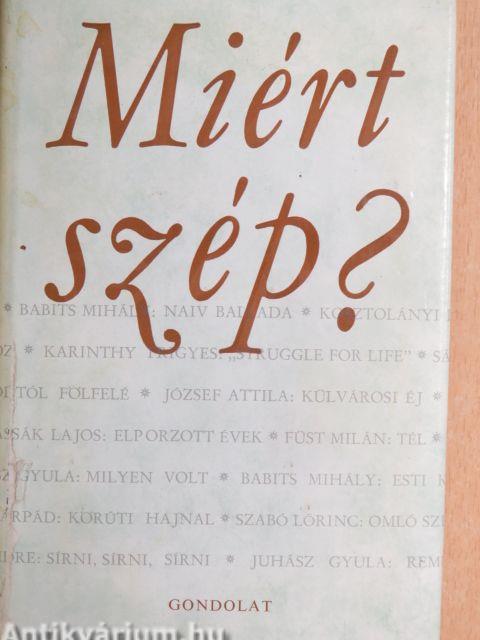 Miért
szép?
* BABITS MIHÁLY: NAIV BALLADA * KOSZTOLÁNYI
* KARINTHY FRIGYES: „STRUGGLE FOR LIFE” *
FÖLFELÉ * JÓZSEF ATTILA: KÜLVÁROSI ÉJ *
LAJOS: ELPORZOTT ÉVEK * FÜST MILÁN: TÉL *
GYULA: MILYEN VOLT * BABITS MIHÁLY: ESTI
ÁRPÁD: KÖRÚTI HAJNAL * SZABÓ LŐRINC: OMLÓ
SÍRNI, SÍRNI, SÍRNI * JUHÁSZ GYULA:
GONDOLAT
Antikvárium.hu